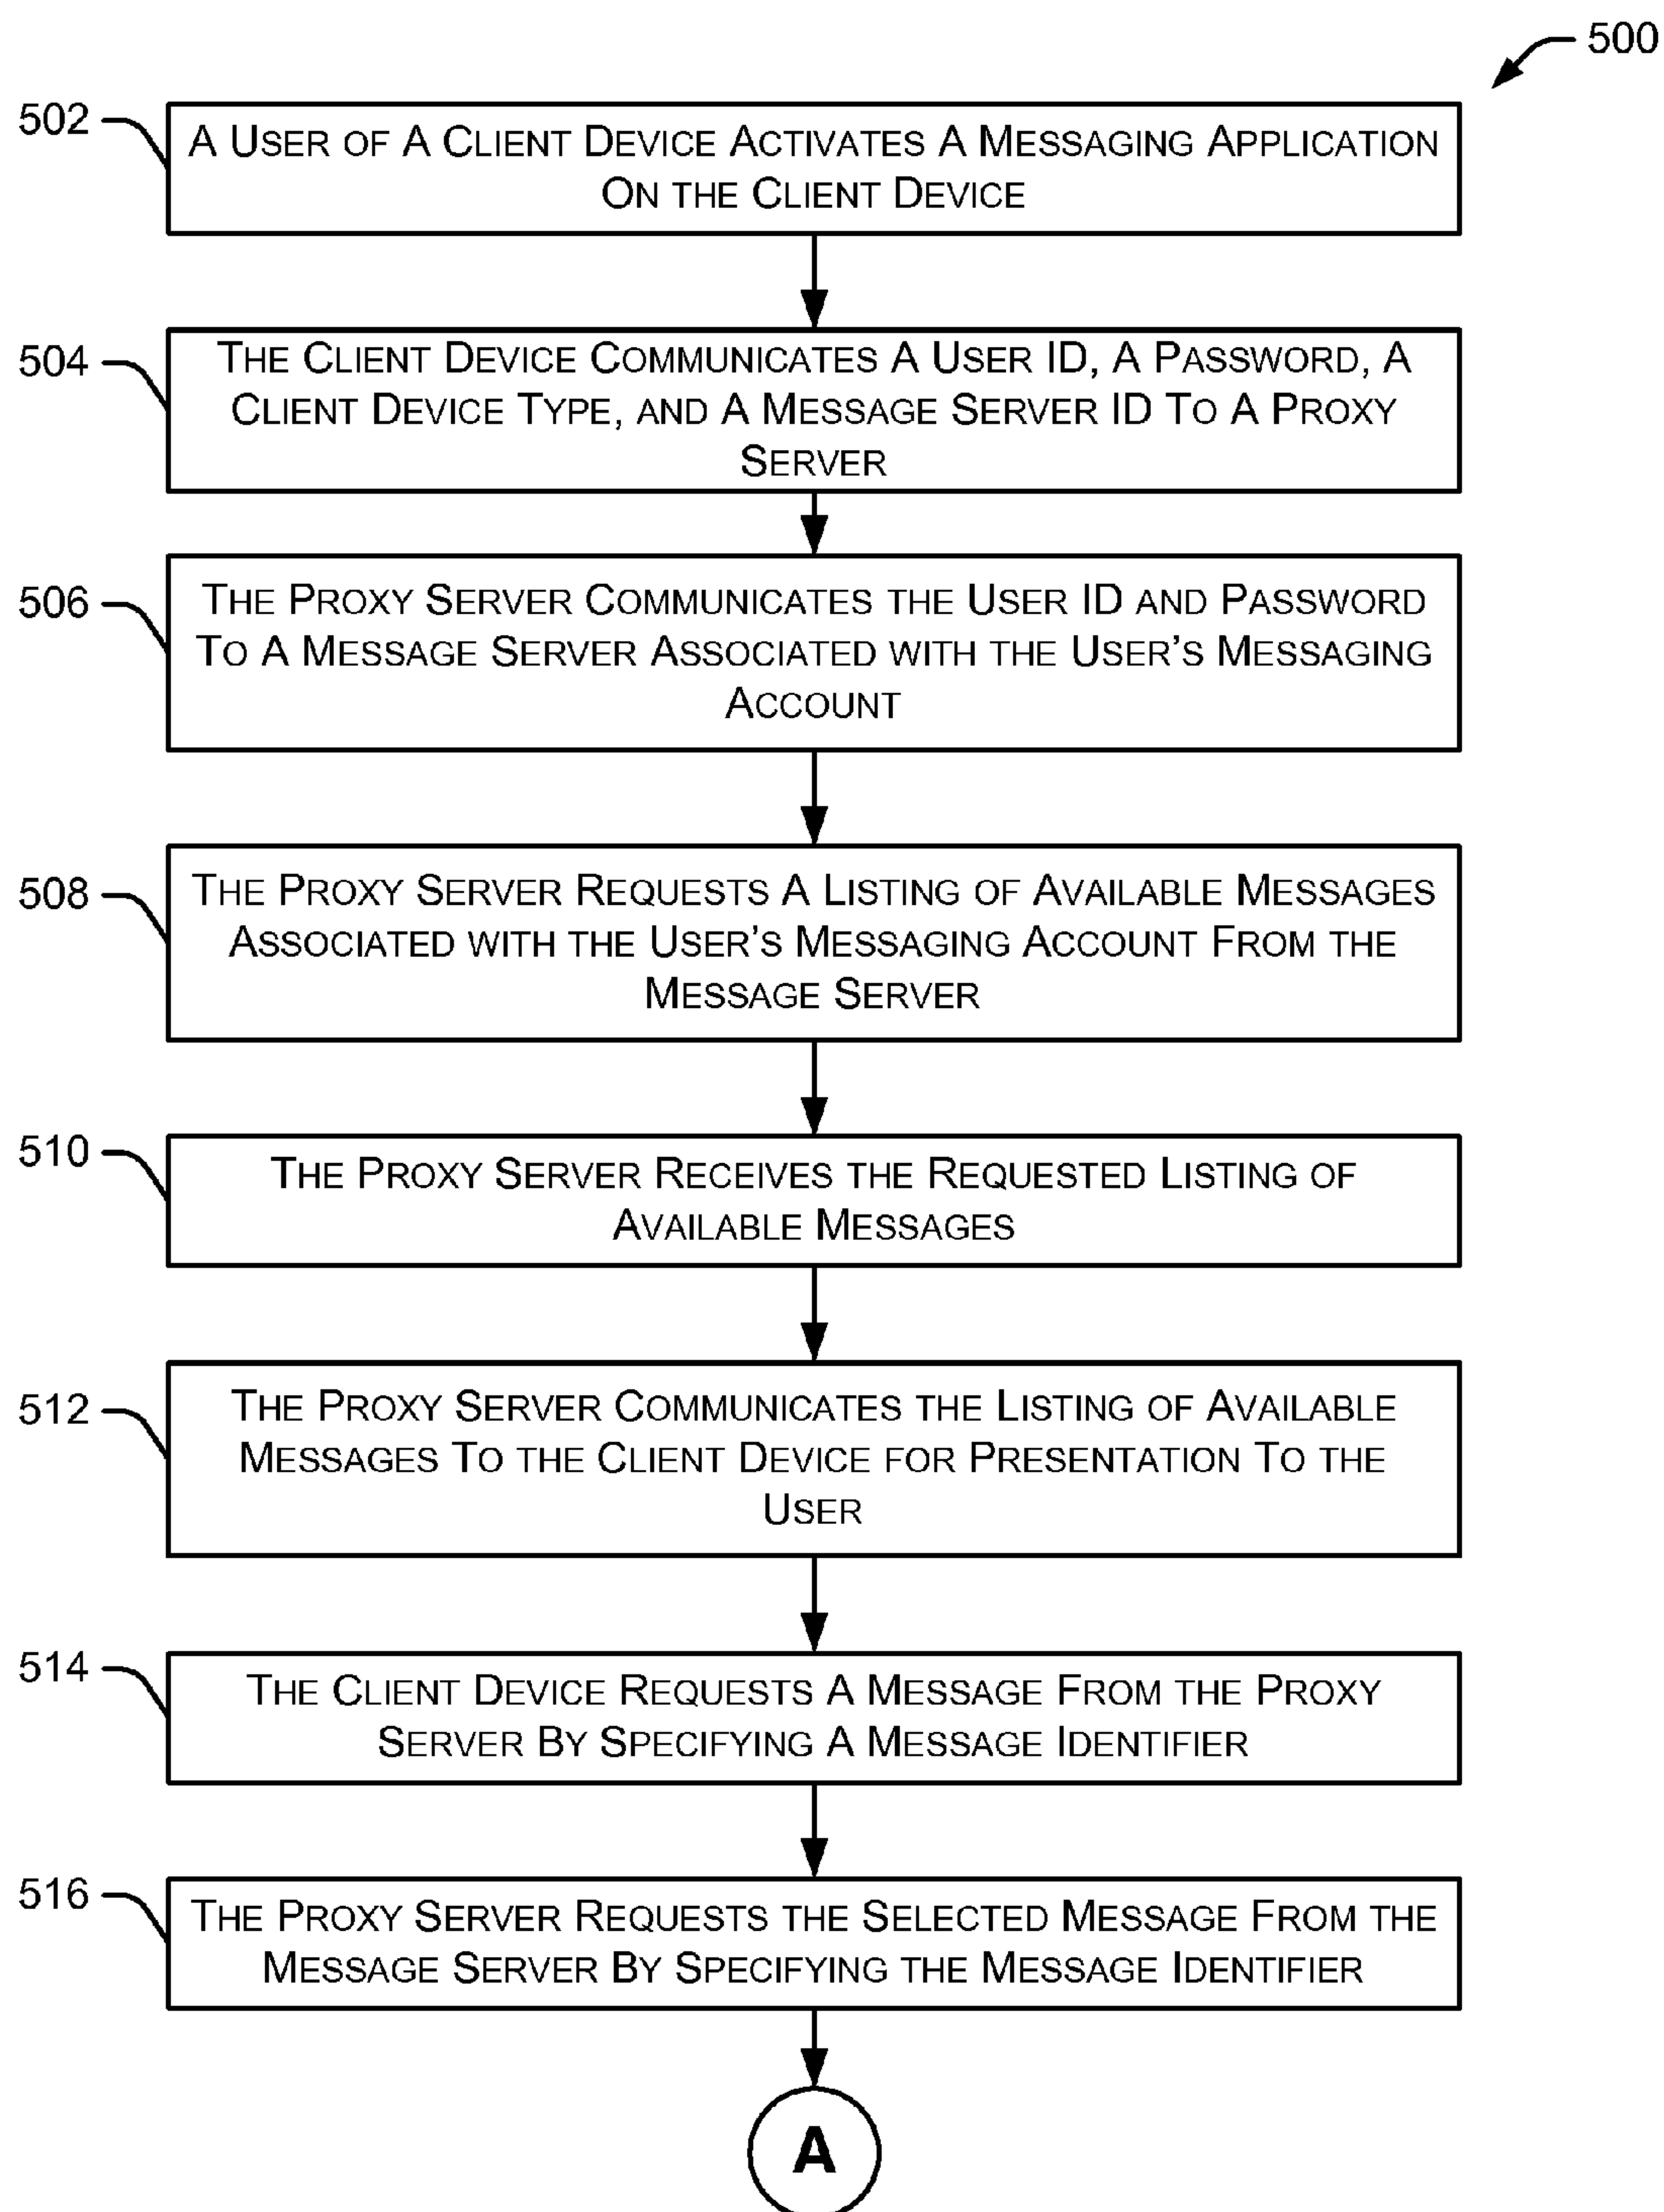 500
502
A User of A Client Device Activates A Messaging Application
On the Client Device
504
The Client Device Communicates A User ID, A Password, A
Client Device Type, and A Message Server ID To A Proxy
Server
506
The Proxy Server Communicates the User ID and Password
To A Message Server Associated with the User's Messaging
Account
508
The Proxy Server Requests A Listing of Available Messages
Associated with the User's Messaging Account From the
Message Server
510
The Proxy Server Receives the Requested Listing of
Available Messages
512
The Proxy Server Communicates the Listing of Available
Messages To the Client Device for Presentation To the
User
514
The Client Device Requests A Message From the Proxy
Server By Specifying A Message Identifier
516
The Proxy Server Requests the Selected Message From the
Message Server By Specifying the Message Identifier
A